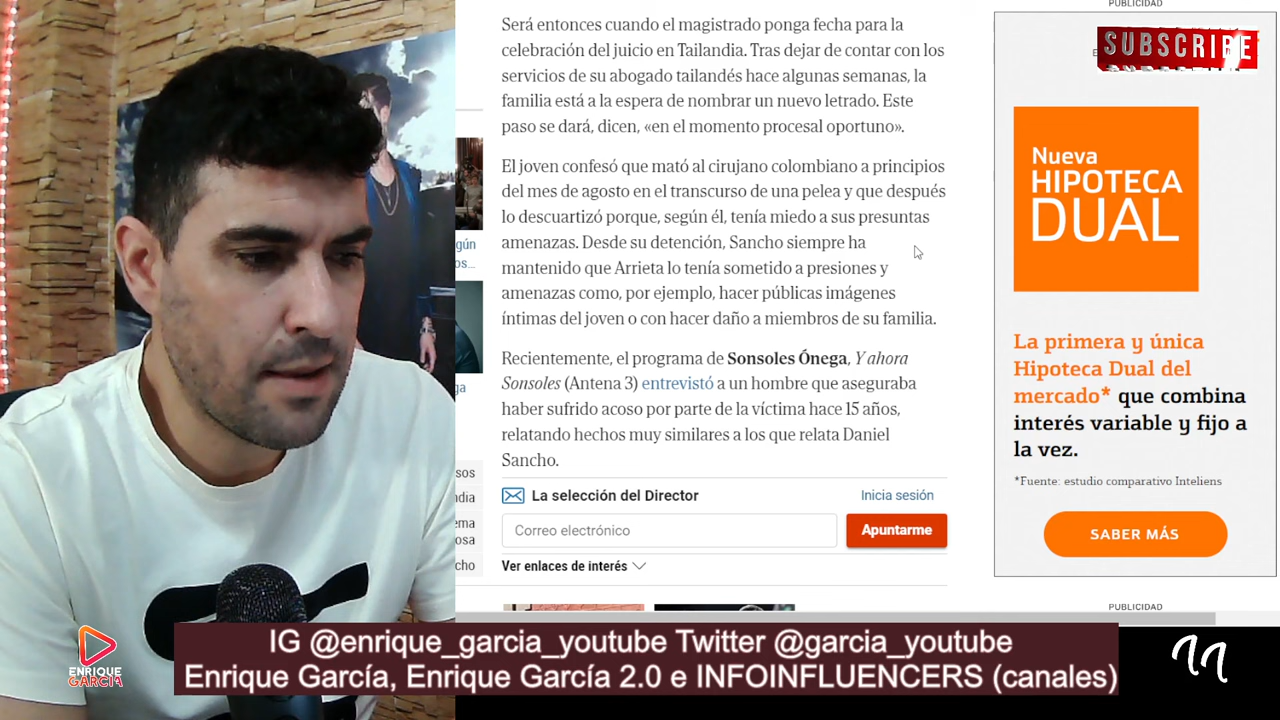 Será entonces cuando el magistrado ponga fecha para la
celebración del juicio en Tailandia. Tras dejar de contar con los
servicios de su abogado tailandés hace algunas semanas, la
familia está a la espera de nombrar un nuevo letrado. Este
paso se dará, dicen, «en el momento procesal oportuno».
El joven confesó que mató al cirujano colombiano a principios
del mes de agosto en el transcurso de una pelea y que después
lo descuartizó porque, según él, tenía miedo a sus presuntas
amenazas. Desde su detención, Sancho siempre ha
mantenido que Arrieta lo tenía sometido a presiones y
amenazas como, por ejemplo, hacer públicas imágenes
íntimas del joven o con hacer daño a miembros de su familia.
Recientemente, el programa de Sonsoles Ónega, Y ahora
Sonsoles (Antena 3) entrevistó a un hombre que aseguraba
haber sufrido acoso por parte de la víctima hace 15 años,
relatando hechos muy similares a los que relata Daniel
Sancho.
La selección del Director
Inicia sesión
Correo electrónico
Apuntarme
Ver enlaces de interés
gún
os...
ga
sos
ndia
ema
osa
cho
PUBLICIDAD
SUBSCRIBE
Nueva
HIPOTECA
DUAL
La primera y única
Hipoteca Dual del
mercado* que combina
interés variable y fijo a
la vez.
*Fuente: estudio comparativo Inteliens
SABER MÁS
PUBLICIDAD
ENRIQUE
GARCÍA
IG @enrique_garcia_youtube Twitter @garcia_youtube
Enrique García, Enrique García 2.0 e INFOINFLUENCERS (canales)